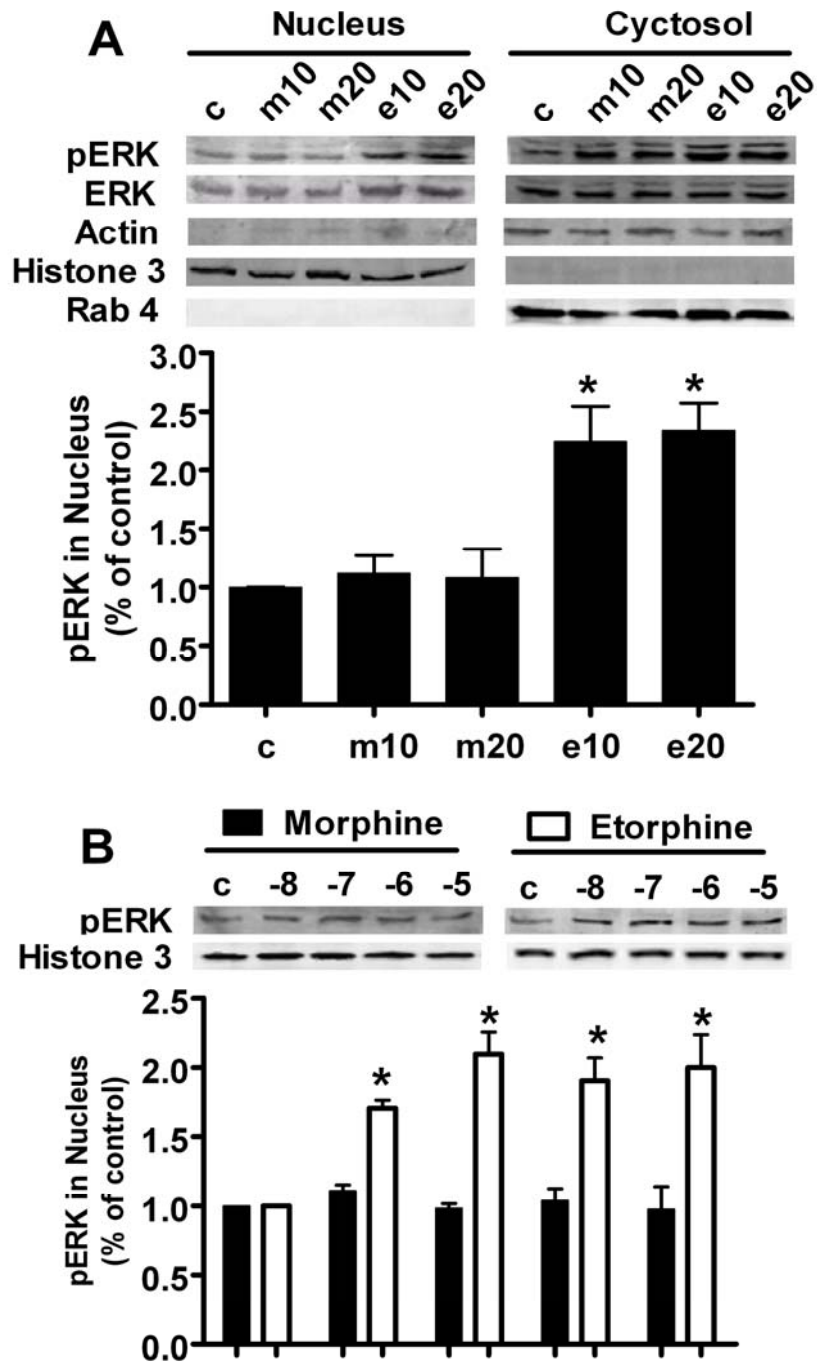 A
Nucleus Cyctosol
c m10 m20 e10 e20 c m10 m20 e10 e20
pERK
ERK
Actin
Histone 3
Rab 4
pERK in Nucleus
(% of control)
3.0
2.5
2.0
1.5
1.0
0.5
0.0
* *
c m10 m20 e10 e20
B
Morphine Etorphine
c -8 -7 -6 -5 c -8 -7 -6 -5
pERK
Histone 3
pERK in Nucleus
(% of control)
2.5
2.0
1.5
1.0
0.5
0.0
* * * *